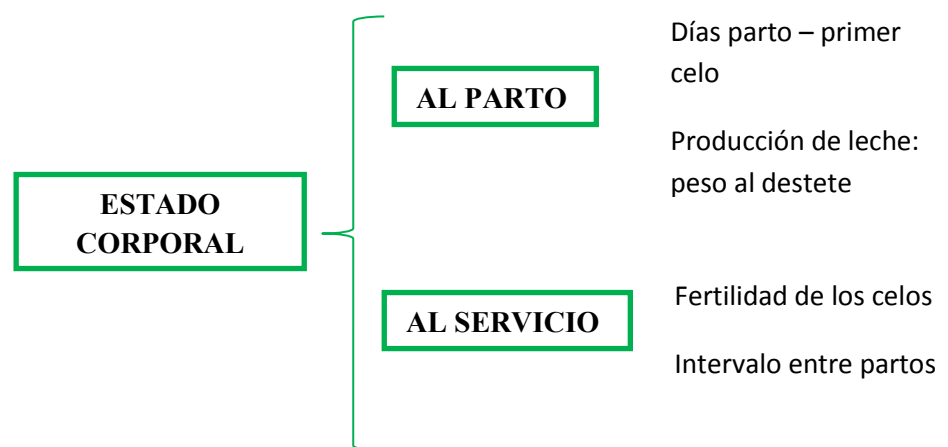 ESTADO
CORPORAL
AL PARTO
Días parto – primer
celo
Producción de leche:
peso al destete
AL SERVICIO
Fertilidad de los celos
Intervalo entre partos